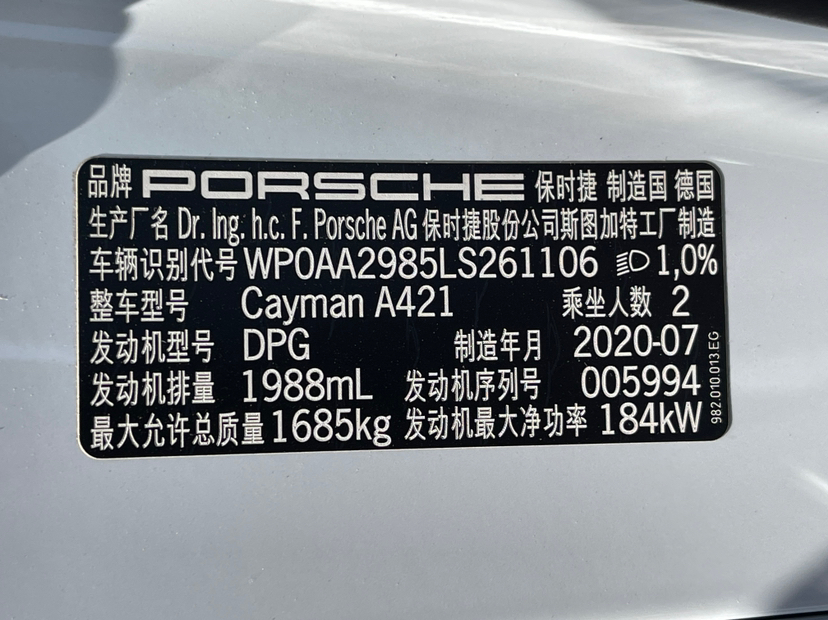 品牌 PORSCHE 保时捷 制造国 德国
生产厂名 Dr. Ing. h.c. F. Porsche AG 保时捷股份公司斯图加特工厂制造
车辆识别代号 WP0AA2985LS261106 1,0%
整车型号 Cayman A421 乘坐人数 2
发动机型号 DPG 制造年月 2020-07
发动机排量 1988mL 发动机序列号 005994
最大允许总质量 1685kg 发动机最大净功率 184kW
982.010.013 EG